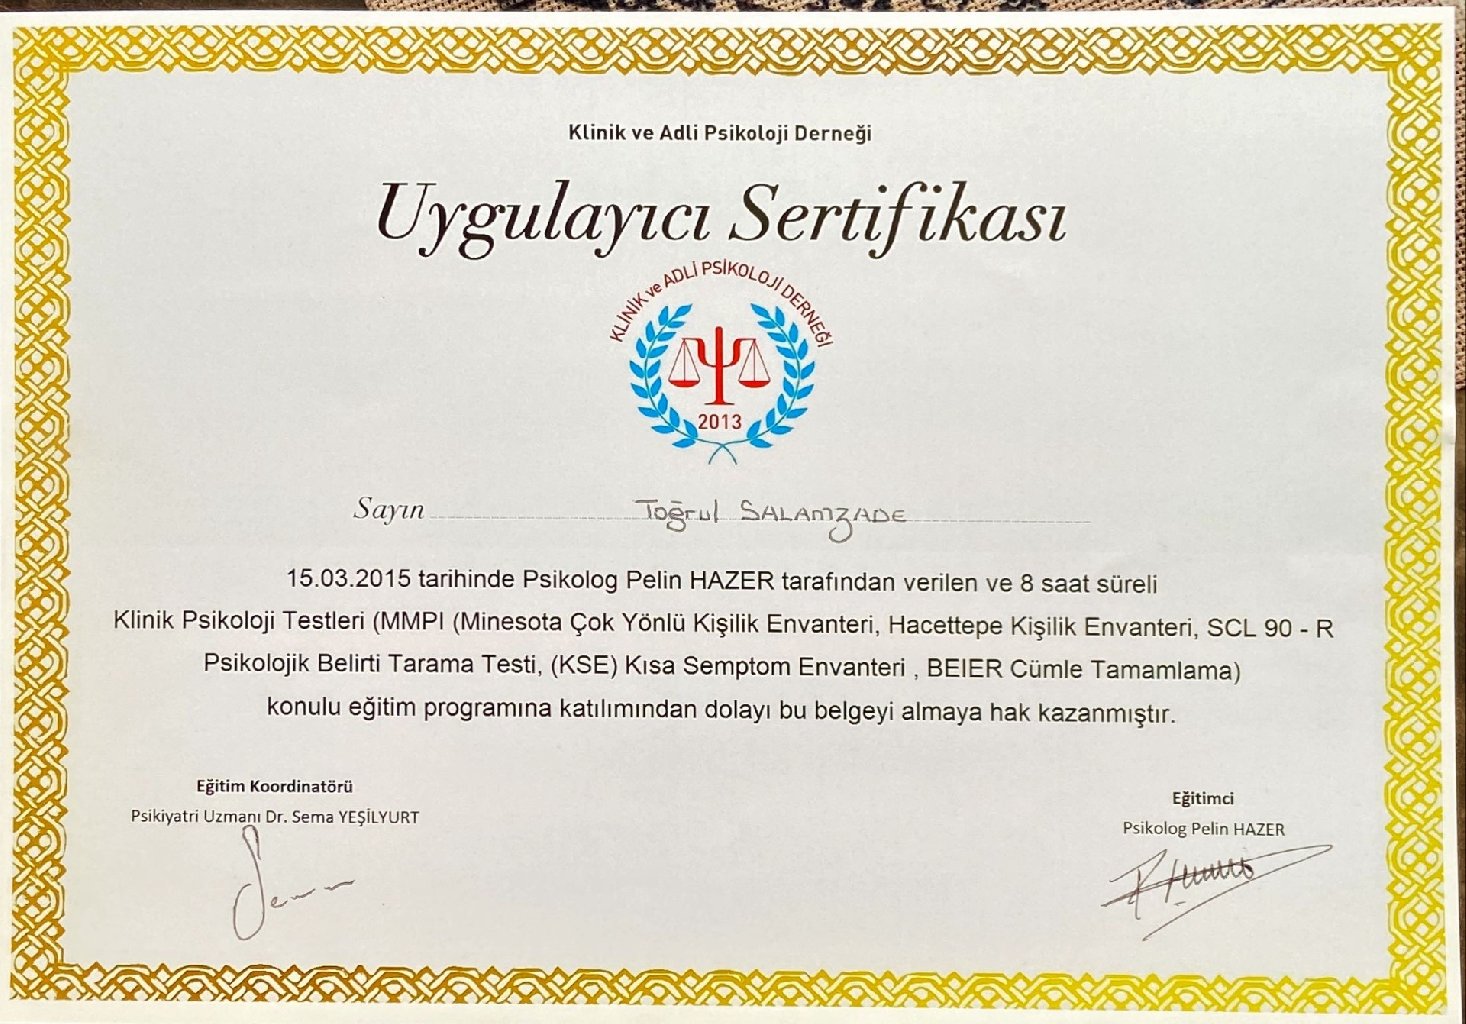 Klinik ve Adli Psikoloji Derneği
Uygulayıcı Sertifikası
KLİNİK ve ADLİ PSİKOLOJİ DERNEĞİ
2013
Sayın Toğrul SALAMZADE
15.03.2015 tarihinde Psikolog Pelin HAZER tarafından verilen ve 8 saat süreli
Klinik Psikoloji Testleri (MMPI (Minesota Çok Yönlü Kişilik Envanteri, Hacettepe Kişilik Envanteri, SCL 90 - R
Psikolojik Belirti Tarama Testi, (KSE) Kısa Semptom Envanteri , BEIER Cümle Tamamlama)
konulu eğitim programına katılımından dolayı bu belgeyi almaya hak kazanmıştır.
Eğitim Koordinatörü
Psikiyatri Uzmanı Dr. Sema YEŞİLYURT
Eğitimci
Psikolog Pelin HAZER